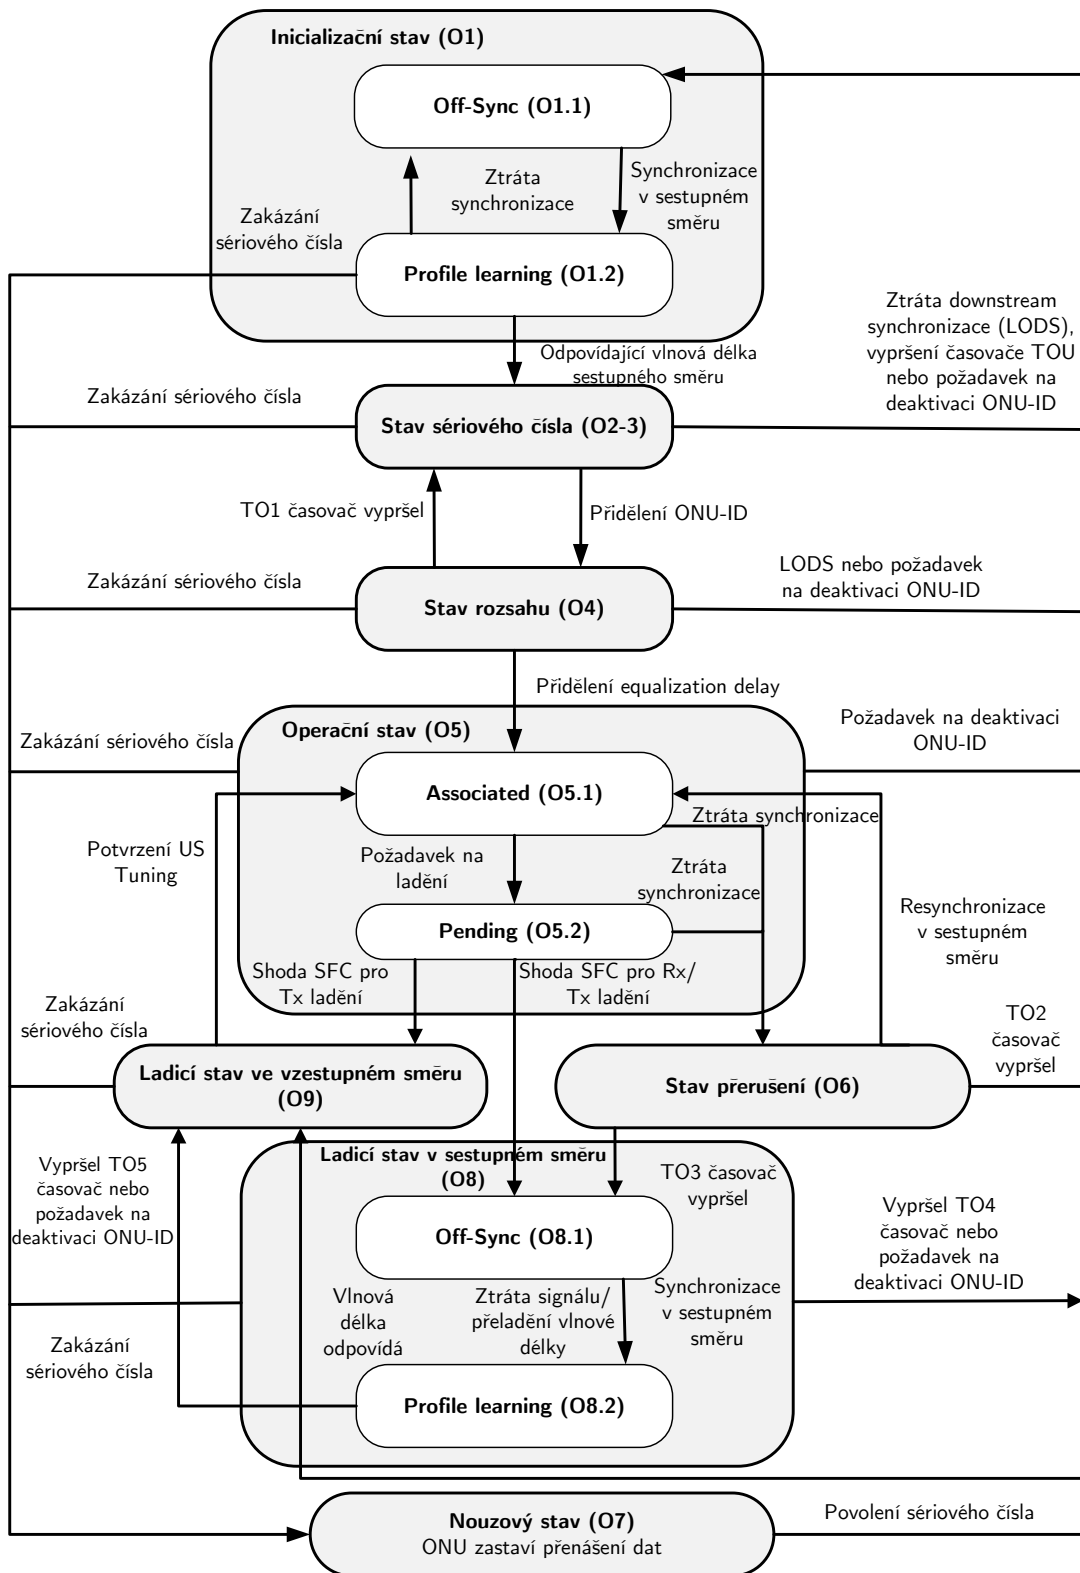 Inicializační stav (O1)
Off-Sync (O1.1)
Ztráta
synchronizace
Synchronizace
v sestupném
směru
Zakázání
sériového čísla
Profile learning (O1.2)
Ztráta downstream
synchronizace (LODS),
vypršení časovače TOU
nebo požadavek na
deaktivaci ONU-ID
Odpovídající vlnová délka
sestupného směru
Zakázání sériového čísla
Stav sériového čísla (O2-3)
TO1 časovač vypršel
Přidělení ONU-ID
Zakázání sériového čísla
LODS nebo požadavek
na deaktivaci ONU-ID
Stav rozsahu (O4)
Přidělení equalization delay
Operační stav (O5)
Zakázání sériového čísla
Požadavek na deaktivaci
ONU-ID
Associated (O5.1)
Ztráta synchronizace
Potvrzení US
Tuning
Požadavek na
ladění
Ztráta
synchronizace
Pending (O5.2)
Resynchronizace
v sestupném
směru
Shoda SFC pro
Tx ladění
Shoda SFC pro Rx/
Tx ladění
Zakázání
sériového čísla
TO2
časovač
vypršel
Ladicí stav ve vzestupném směru
(O9)
Stav přerušení (O6)
Ladicí stav v sestupném směru
(O8)
Vypršel TO5
časovač nebo
požadavek na
deaktivaci ONU-ID
TO3 časovač
vypršel
Vypršel TO4
časovač nebo
požadavek na
deaktivaci ONU-ID
Off-Sync (O8.1)
Vlnová
délka
odpovídá
Ztráta signálu/
přeladění vlnové
délky
Synchronizace
v sestupném
směru
Zakázání
sériového čísla
Profile learning (O8.2)
Nouzový stav (O7)
ONU zastaví přenášení dat
Povolení sériového čísla